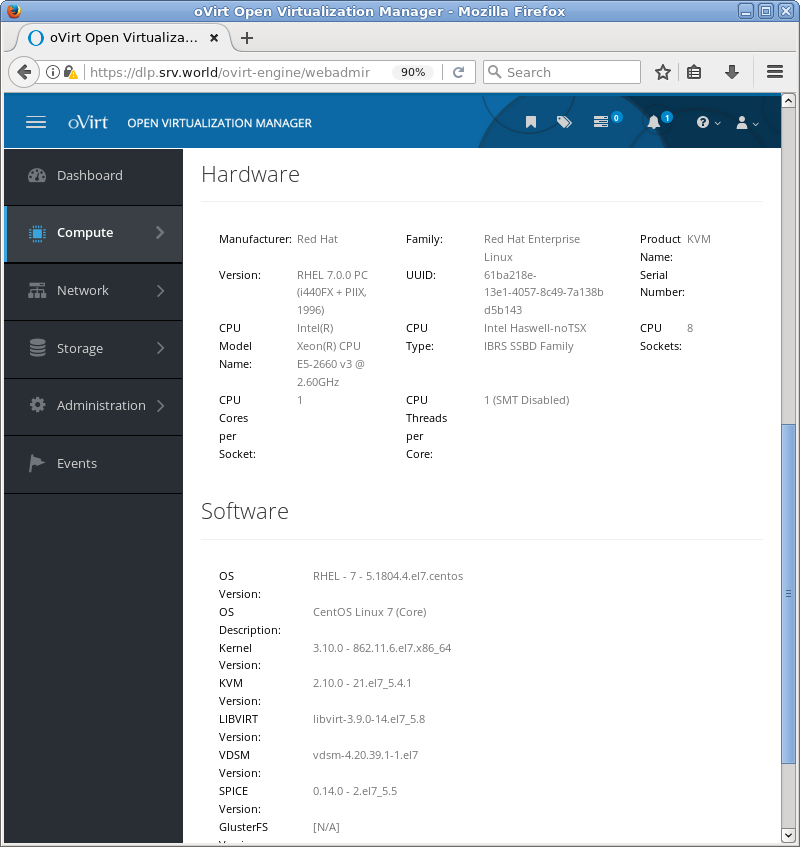 oVirt Open Virtualization Manager - Mozilla Firefox
oVirt Open Virtualiza...
https://dlp.srv.world/ovirt-engine/webadmir
90%
Search
oVirt OPEN VIRTUALIZATION MANAGER
0
1
Dashboard
Compute
Network
Storage
Administration
Events
Hardware
Manufacturer: Red Hat
Family: Red Hat Enterprise
Linux
Product KVM
Name:
Version: RHEL 7.0.0 PC
(i440FX + PIIX,
1996)
UUID: 61ba218e-
13e1-4057-8c49-7a138b
d5b143
Serial
Number:
CPU Intel(R)
Model Xeon(R) CPU
Name: E5-2660 v3 @
2.60GHz
CPU Intel Haswell-noTSX
Type: IBRS SSBD Family
CPU 8
Sockets:
CPU 1
Cores
per
Socket:
CPU 1 (SMT Disabled)
Threads
per
Core:
Software
OS RHEL - 7 - 5.1804.4.el7.centos
Version:
OS CentOS Linux 7 (Core)
Description:
Kernel 3.10.0 - 862.11.6.el7.x86_64
Version:
KVM 2.10.0 - 21.el7_5.4.1
Version:
LIBVIRT libvirt-3.9.0-14.el7_5.8
Version:
VDSM vdsm-4.20.39.1-1.el7
Version:
SPICE 0.14.0 - 2.el7_5.5
Version:
GlusterFS [N/A]